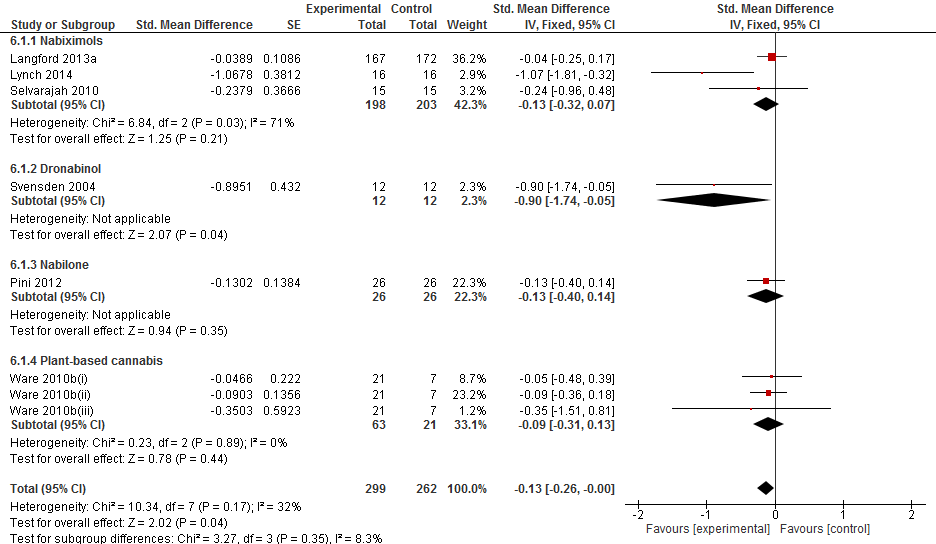 Experimental Control Std. Mean Difference Std. Mean Difference
Study or Subgroup Std. Mean Difference SE Total Total Weight IV, Fixed, 95% CI IV, Fixed, 95% CI
6.1.1 Nabiximols
Langford 2013a -0.0389 0.1086 167 172 36.2% -0.04 [-0.25, 0.17]
Lynch 2014 -1.0678 0.3812 16 16 2.9% -1.07 [-1.81, -0.32]
Selvarajah 2010 -0.2379 0.3666 15 15 3.2% -0.24 [-0.96, 0.48]
Subtotal (95% CI) 198 203 42.3% -0.13 [-0.32, 0.07]
Heterogeneity: Chi² = 6.84, df = 2 (P = 0.03); I² = 71%
Test for overall effect: Z = 1.25 (P = 0.21)
6.1.2 Dronabinol
Svensden 2004 -0.8951 0.432 12 12 2.3% -0.90 [-1.74, -0.05]
Subtotal (95% CI) 12 12 2.3% -0.90 [-1.74, -0.05]
Heterogeneity: Not applicable
Test for overall effect: Z = 2.07 (P = 0.04)
6.1.3 Nabilone
Pini 2012 -0.1302 0.1384 26 26 22.3% -0.13 [-0.40, 0.14]
Subtotal (95% CI) 26 26 22.3% -0.13 [-0.40, 0.14]
Heterogeneity: Not applicable
Test for overall effect: Z = 0.94 (P = 0.35)
6.1.4 Plant-based cannabis
Ware 2010b(i) -0.0466 0.222 21 7 8.7% -0.05 [-0.48, 0.39]
Ware 2010b(ii) -0.0903 0.1356 21 7 23.2% -0.09 [-0.36, 0.18]
Ware 2010b(iii) -0.3503 0.5923 21 7 1.2% -0.35 [-1.51, 0.81]
Subtotal (95% CI) 63 21 33.1% -0.09 [-0.31, 0.13]
Heterogeneity: Chi² = 0.23, df = 2 (P = 0.89); I² = 0%
Test for overall effect: Z = 0.78 (P = 0.44)
Total (95% CI) 299 262 100.0% -0.13 [-0.26, -0.00]
Heterogeneity: Chi² = 10.34, df = 7 (P = 0.17); I² = 32%
Test for overall effect: Z = 2.02 (P = 0.04)
Test for subgroup differences: Chi² = 3.27, df = 3 (P = 0.35), I² = 8.3%
-2 -1 0 1 2
Favours [experimental] Favours [control]